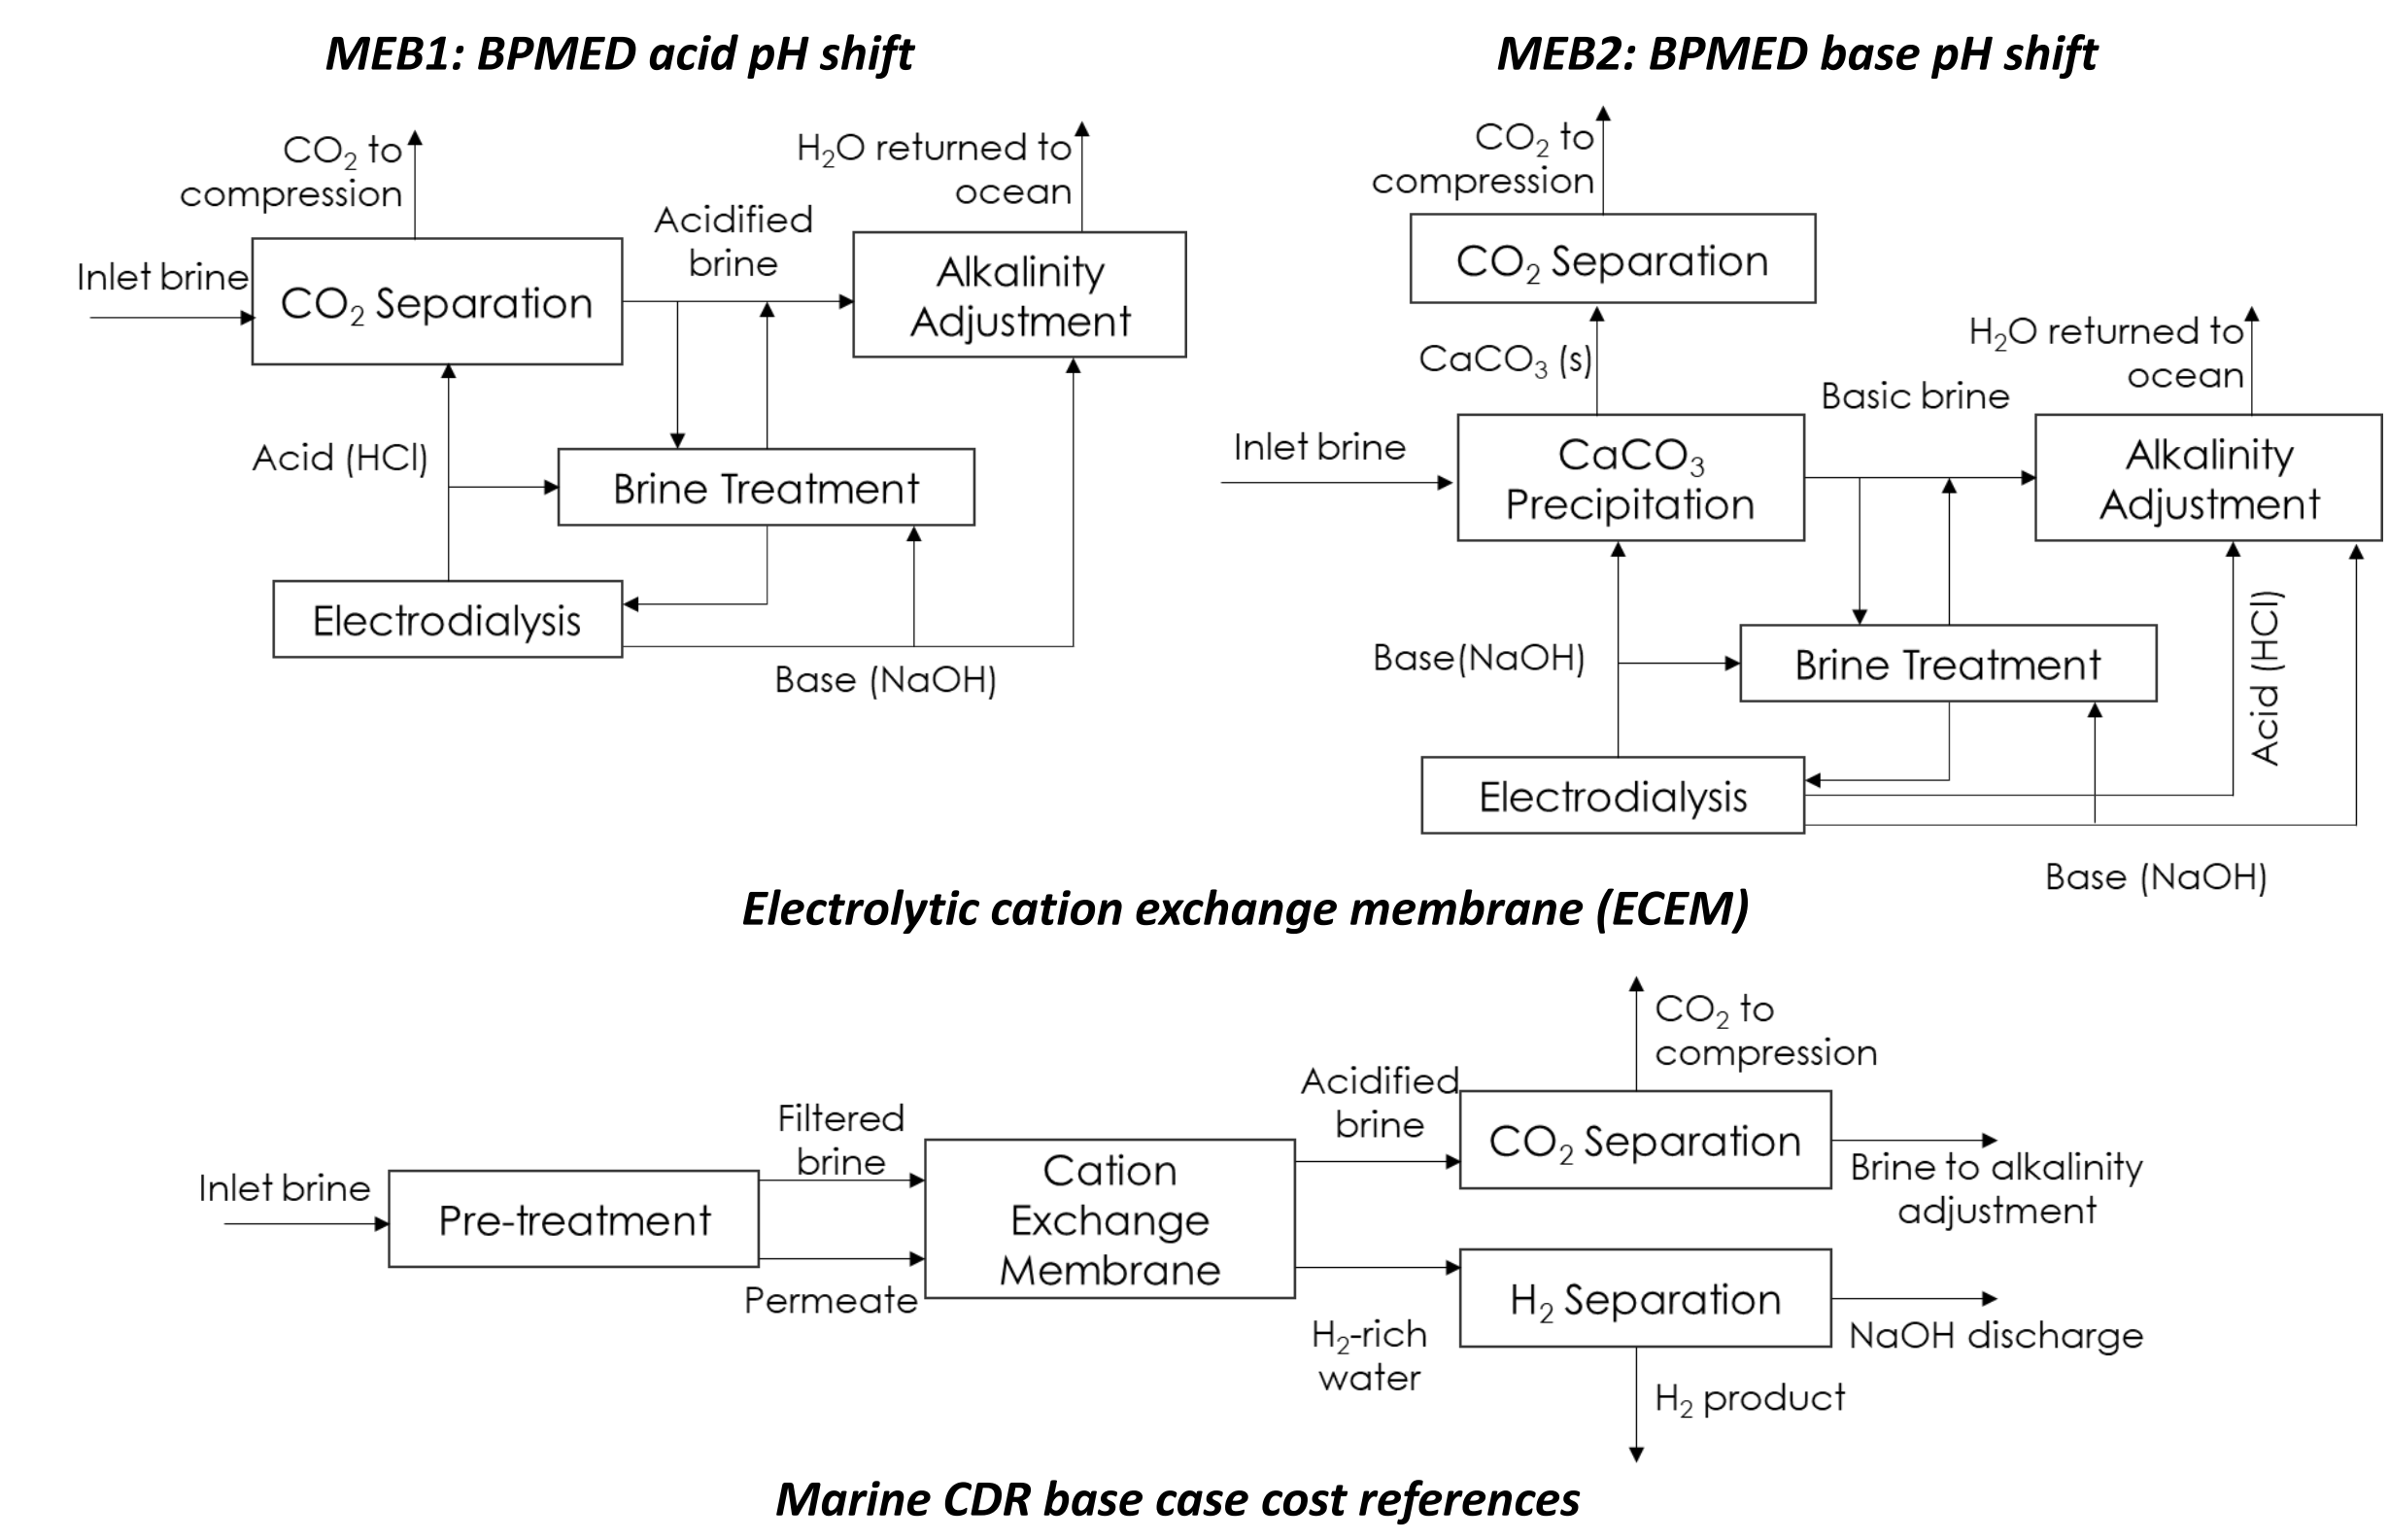 MEB1: BPMED acid pH shift
CO₂ to
compression
H₂O returned to
ocean
Acidified
brine
Inlet brine
CO₂ Separation
Alkalinity
Adjustment
Acid (HCl)
Brine Treatment
Electrodialysis
Base (NaOH)
MEB2: BPMED base pH shift
CO₂ to
compression
CO₂ Separation
CaCO₃ (s)
H₂O returned to
ocean
Basic brine
Inlet brine
CaCO₃
Precipitation
Alkalinity
Adjustment
Base(NaOH)
Brine Treatment
Acid (HCl)
Electrodialysis
Base (NaOH)
Electrolytic cation exchange membrane (ECEM)
CO₂ to
compression
Acidified
brine
Filtered
brine
Inlet brine
Pre-treatment
Cation
Exchange
Membrane
CO₂ Separation
Brine to alkalinity
adjustment
Permeate
H₂ Separation
H₂-rich
water
NaOH discharge
H₂ product
Marine CDR base case cost references